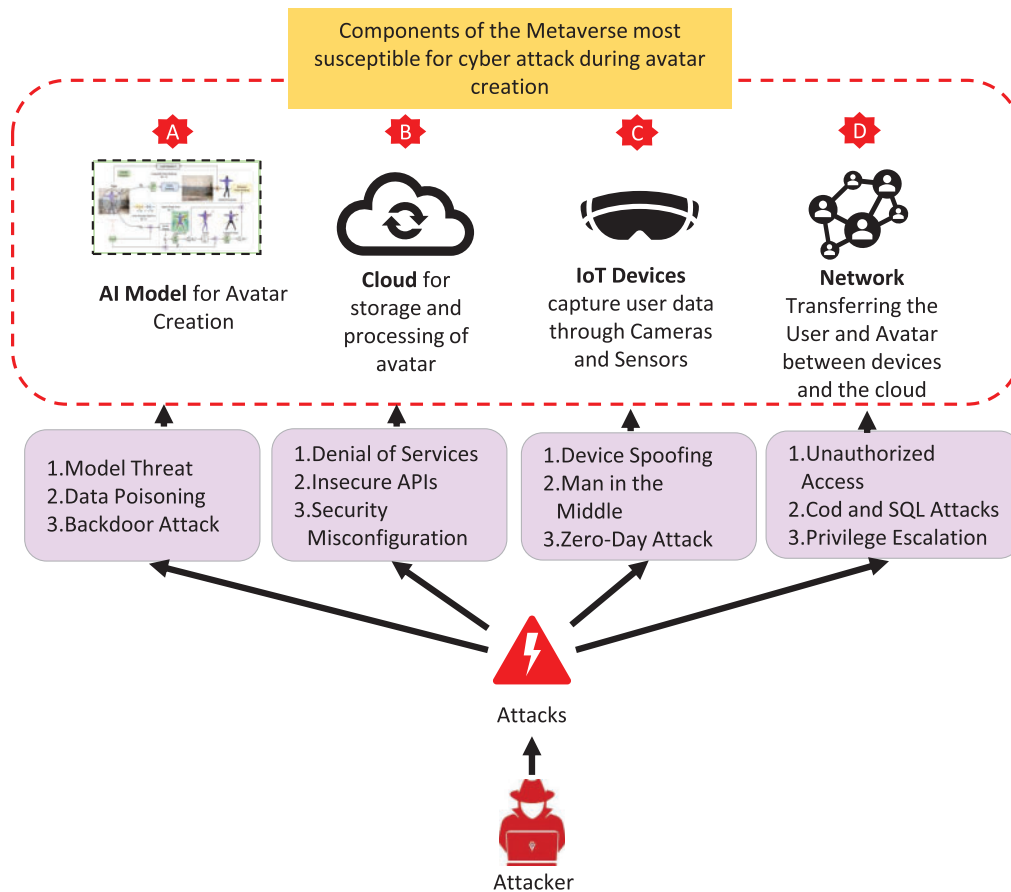 Components of the Metaverse most
susceptible for cyber attack during avatar
creation
A
B
C
D
AI Model for Avatar
Creation
Cloud for
storage and
processing of
avatar
IoT Devices
capture user data
through Cameras
and Sensors
Network
Transferring the
User and Avatar
between devices
and the cloud
1.Model Threat
2.Data Poisoning
3.Backdoor Attack
1.Denial of Services
2.Insecure APIs
3.Security
Misconfiguration
1.Device Spoofing
2.Man in the
Middle
3.Zero-Day Attack
1.Unauthorized
Access
2.Cod and SQL Attacks
3.Privilege Escalation
Attacks
Attacker